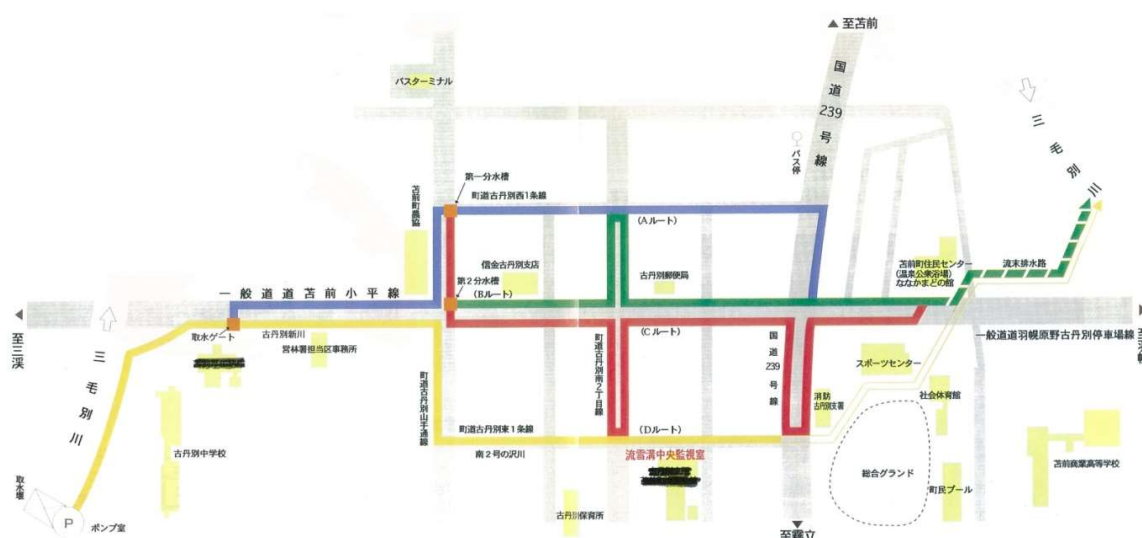 至苫前
国道239号線
バスターミナル
バス停
三毛別川
第一分水槽
町道古丹別西1条線
苫前町農協
(Aルート)
信金古丹別支店
古丹別郵便局
第2分水槽
(Bルート)
苫前町住民センター
(温泉公衆浴場)
ななかまどの館
流末排水路
一般道道苫前小平線
至三渓
取水ゲート
古丹別新川
営林署担当区事務所
(Cルート)
一般道道羽幌原野古丹別停車場線
三毛別川
町道古丹別山手通線
町道古丹別南2丁目線
国道239号線
スポーツセンター
消防
古丹別支署
社会体育館
町道古丹別東1条線
(Dルート)
南2号の沢川
流雪溝中央監視室
古丹別中学校
総合グランド
苫前商業高等学校
町民プール
取水堰
P
ポンプ室
古丹別保育所
至霧立